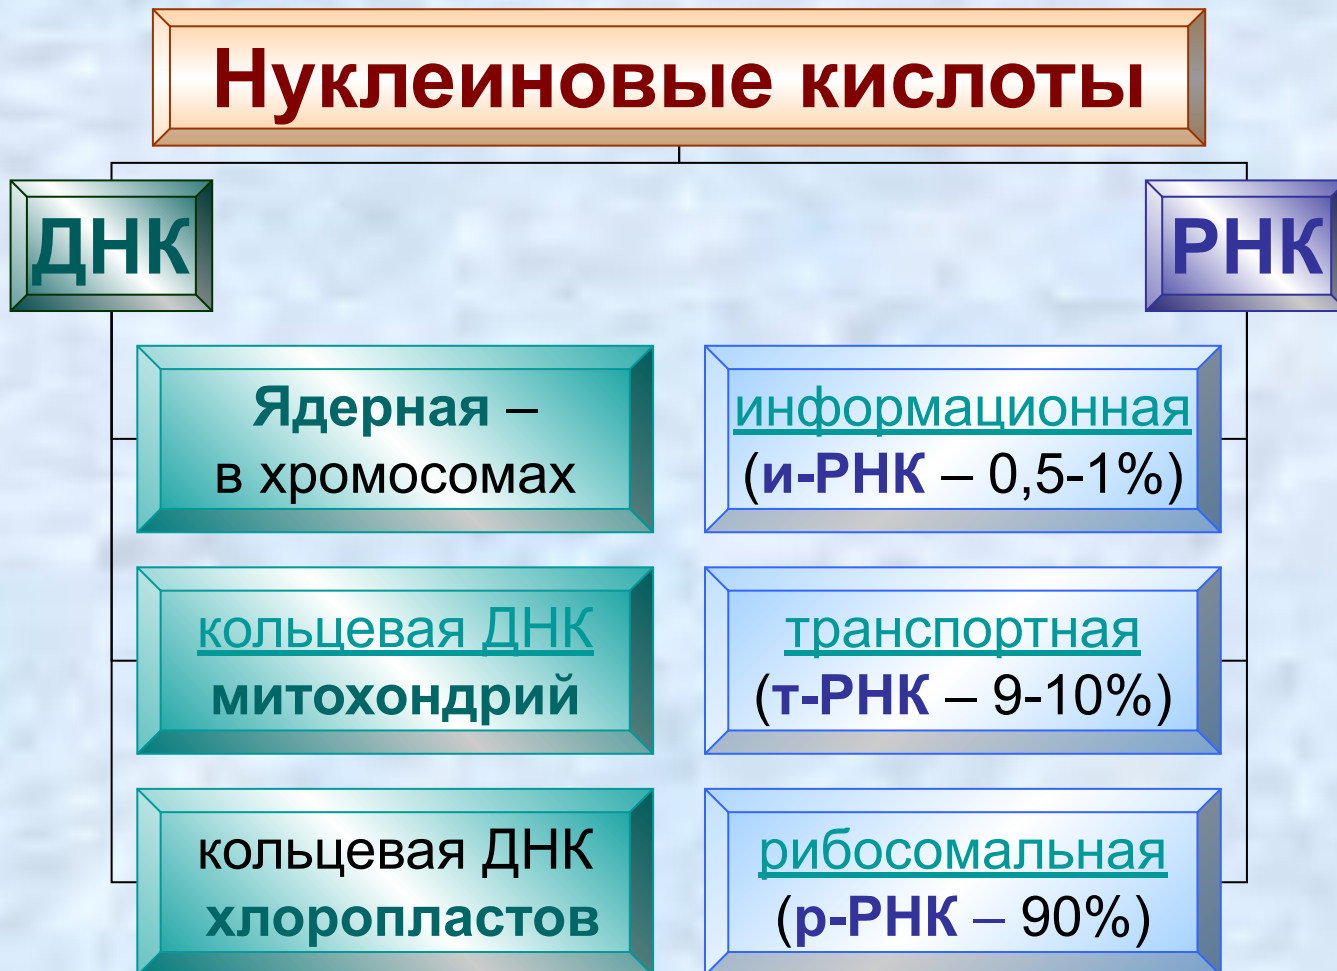 Нуклеиновые кислоты
ДНК
РНК
Ядерная –
в хромосомах
кольцевая ДНК
митохондрий
кольцевая ДНК
хлоропластов
информационная
(и-РНК – 0,5-1%)
транспортная
(т-РНК – 9-10%)
рибосомальная
(р-РНК – 90%)